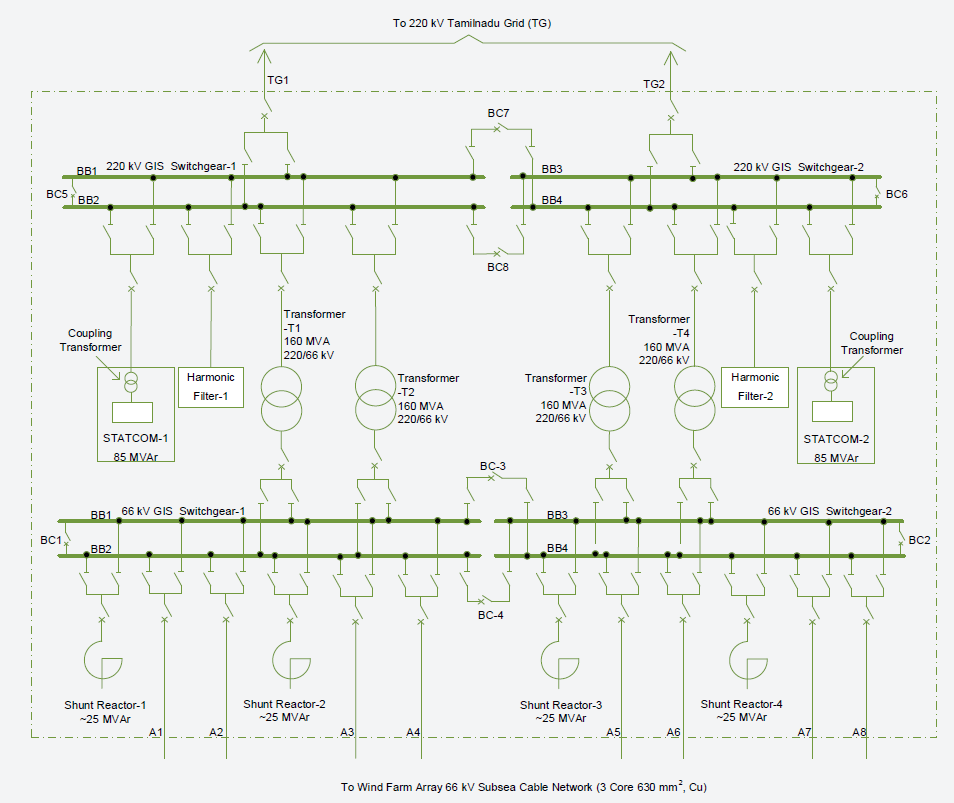 To 220 kV Tamilnadu Grid (TG)
TG1
TG2
BC7
BB1
220 kV GIS Switchgear-1
BB3
220 kV GIS Switchgear-2
BC5
BB2
BB4
BC6
BC8
Transformer
-T1
160 MVA
220/66 kV
Transformer
-T4
160 MVA
220/66 kV
Coupling
Transformer
Coupling
Transformer
Harmonic
Filter-1
Transformer
-T2
160 MVA
220/66 kV
Transformer
-T3
160 MVA
220/66 kV
Harmonic
Filter-2
STATCOM-1
85 MVAr
STATCOM-2
85 MVAr
BC-3
BB1
66 kV GIS Switchgear-1
BB3
66 kV GIS Switchgear-2
BC1
BB2
BB4
BC2
BC-4
Shunt Reactor-1
~25 MVAr
Shunt Reactor-2
~25 MVAr
Shunt Reactor-3
~25 MVAr
Shunt Reactor-4
~25 MVAr
A1
A2
A3
A4
A5
A6
A7
A8
To Wind Farm Array 66 kV Subsea Cable Network (3 Core 630 mm², Cu)